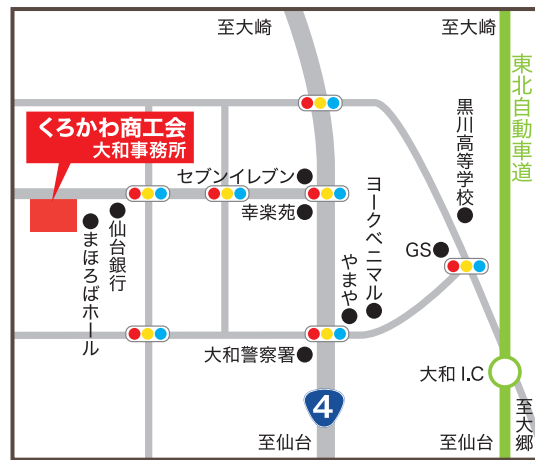 至大崎
至大崎
東北自動車道
黒川高等学校
くろかわ商工会
大和事務所
セブンイレブン
幸楽苑
ヨークベニマル
やまや
GS
仙台銀行
まほろばホール
大和警察署
大和 I.C
4
至仙台
至仙台
至大郷